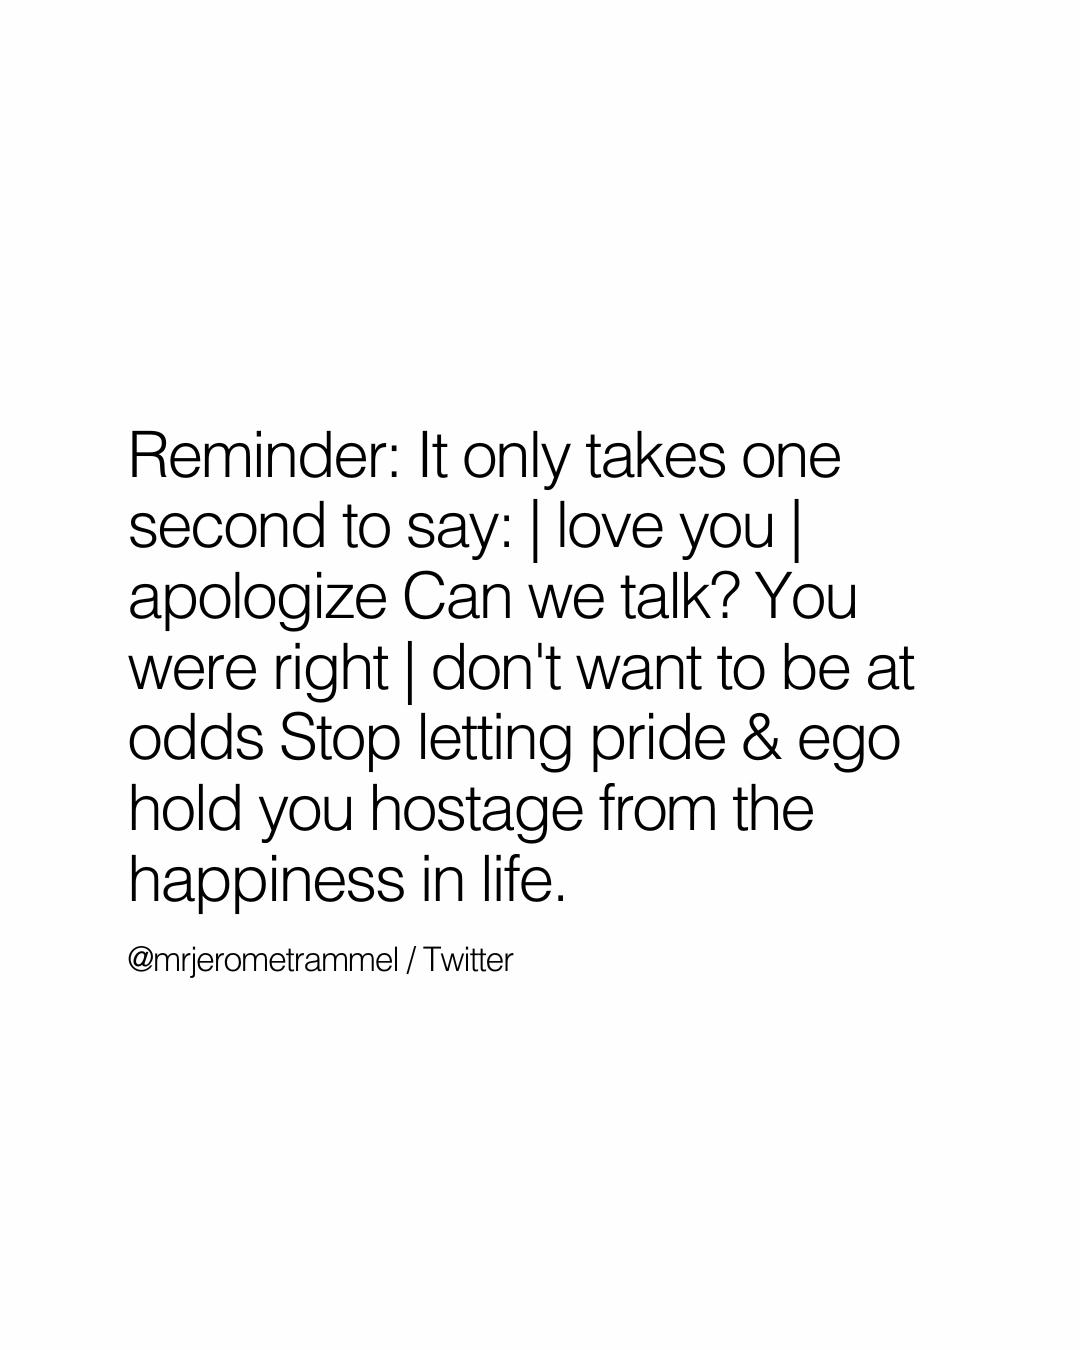 Reminder: It only takes one
second to say: | love you |
apologize Can we talk? You
were right | don't want to be at
odds Stop letting pride & ego
hold you hostage from the
happiness in life.
@mrjerometrammel / Twitter